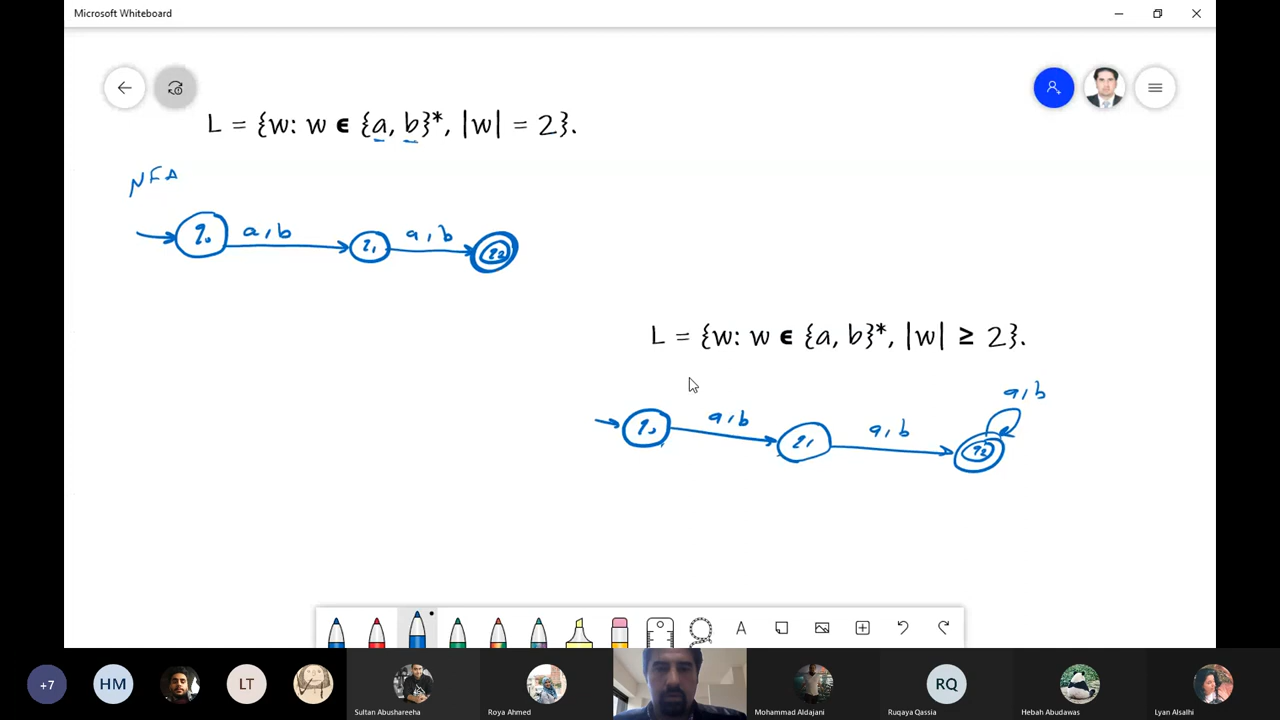 Microsoft Whiteboard
L = {w: w ϵ {a, b}*, |w| = 2}.
NFA
q0 a, b q1 a, b q2
L = {w: w ϵ {a, b}*, |w| ≥ 2}.
a, b
q0 a, b q1 a, b q2
A
+7 HM LT
Sultan Abushareeha Roya Ahmed Mohammad Aldajani RQ Ruqaya Qassia Hebah Abudawas Lyan Alsalhi